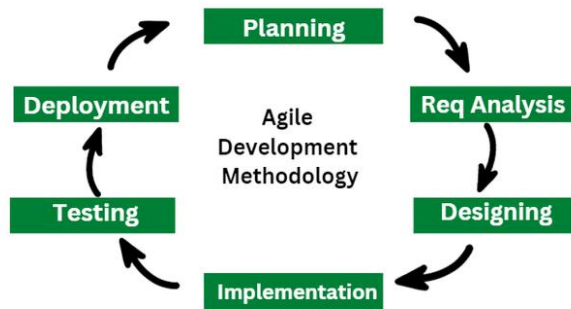 Planning
Deployment
Req Analysis
Agile
Development
Methodology
Testing
Designing
Implementation